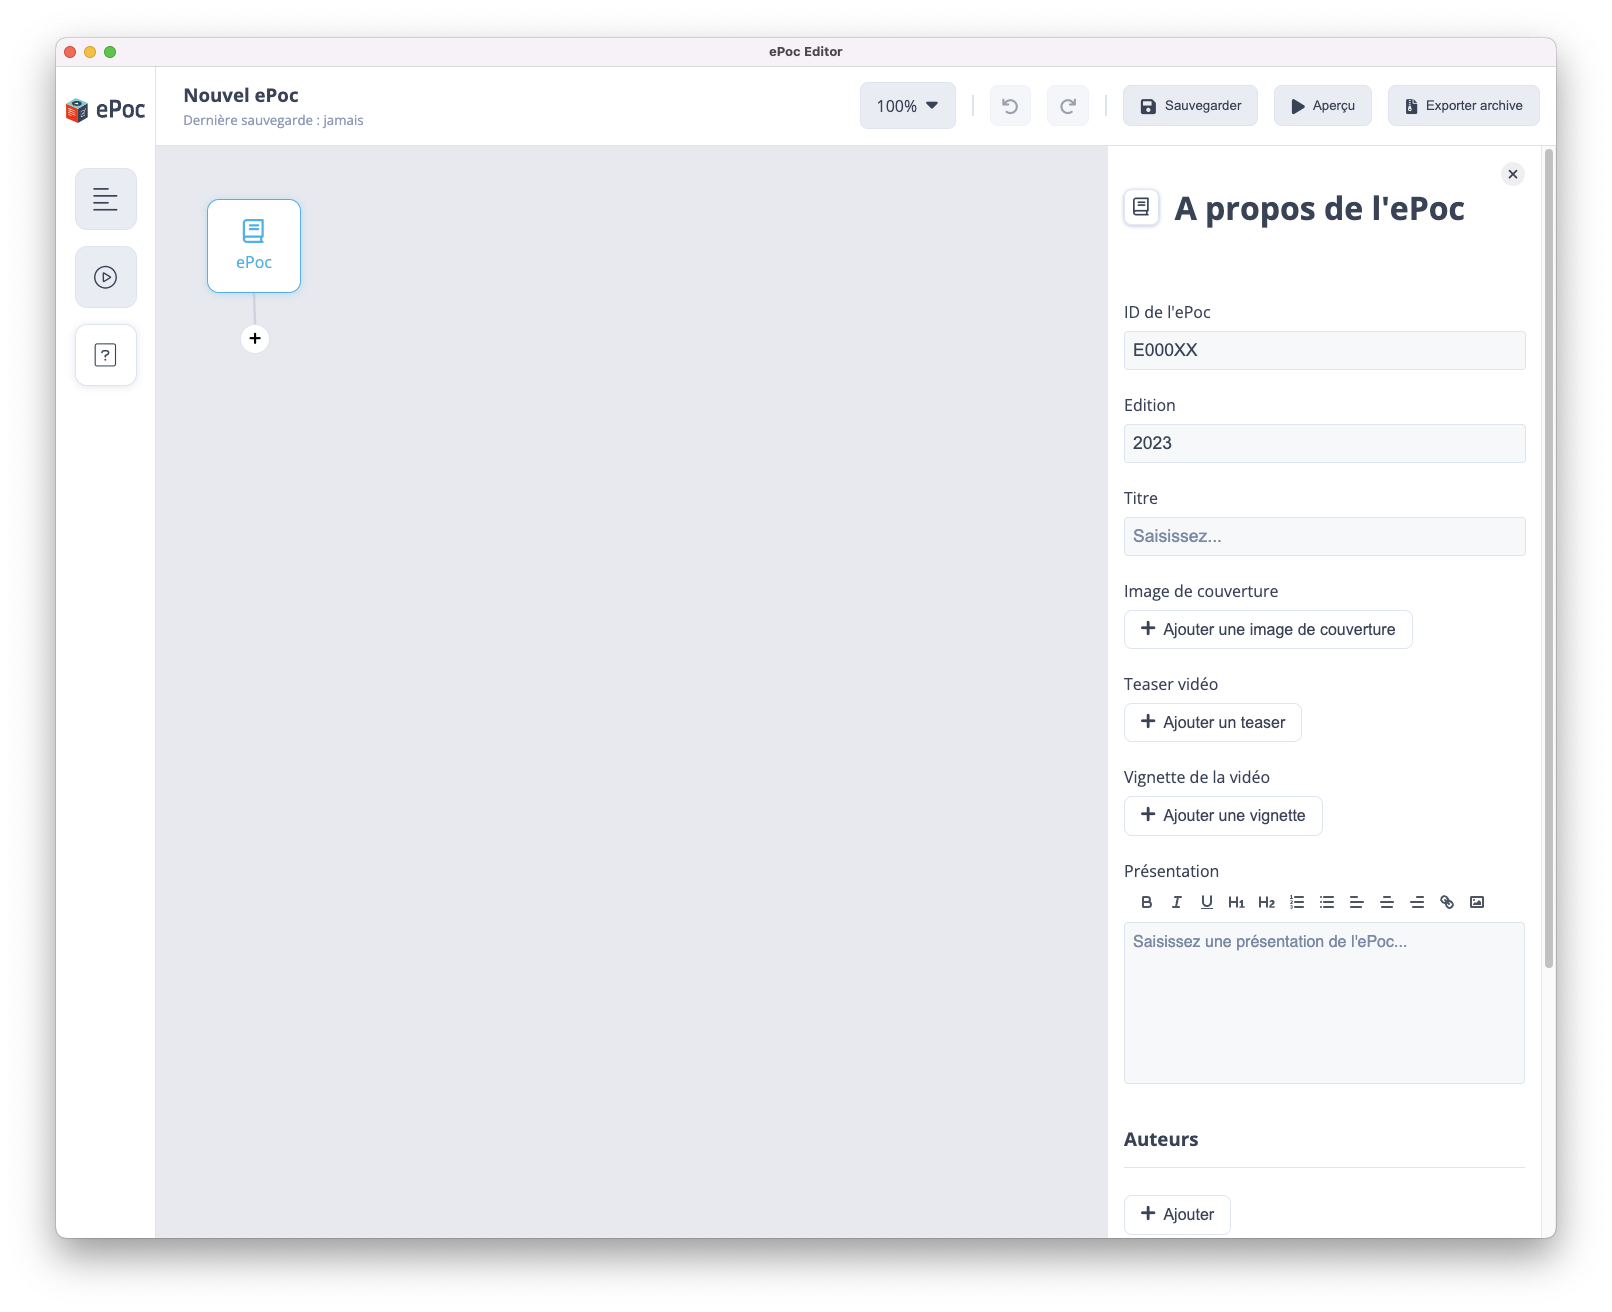 ePoc Editor
ePoc
Nouvel ePoc
Dernière sauvegarde : jamais
100%
Sauvegarder
Aperçu
Exporter archive
ePoc
+
?
A propos de l'ePoc
ID de l'ePoc
E000XX
Edition
2023
Titre
Saisissez...
Image de couverture
+ Ajouter une image de couverture
Teaser vidéo
+ Ajouter un teaser
Vignette de la vidéo
+ Ajouter une vignette
Présentation
B I U H1 H2
Saisissez une présentation de l'ePoc...
Auteurs
+ Ajouter